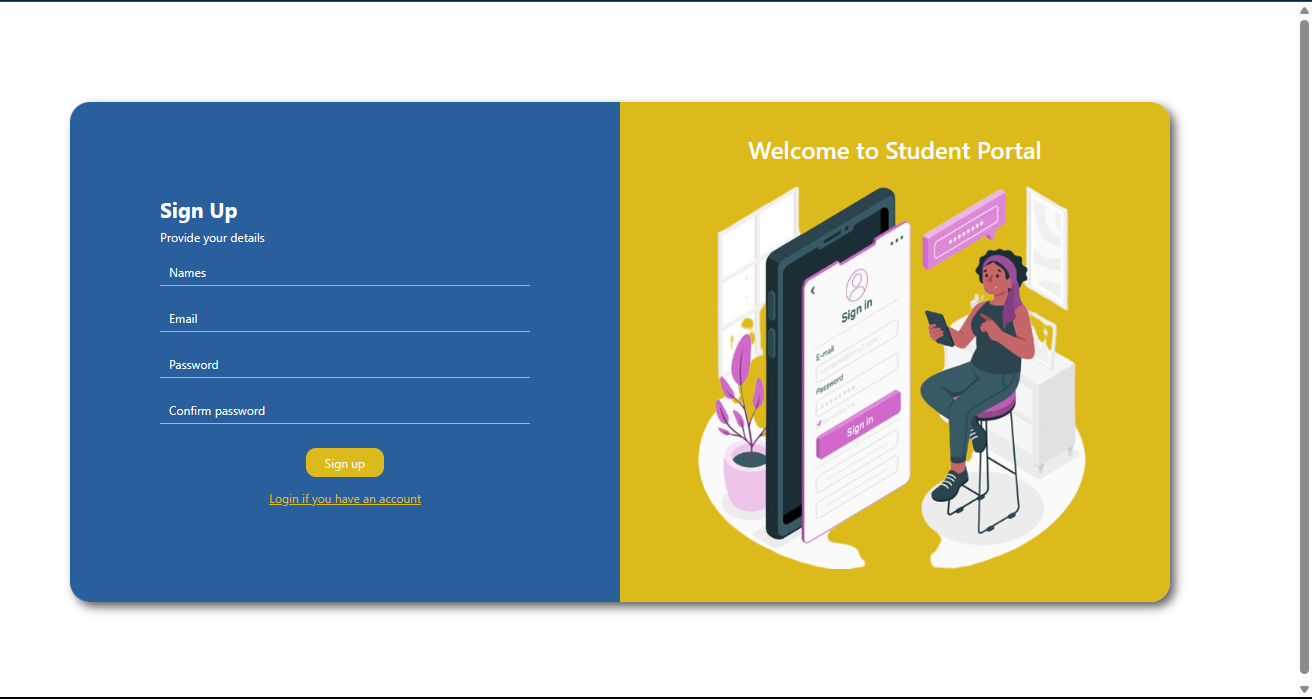 Sign Up
Provide your details
Names
Email
Password
Confirm password
Sign up
Login if you have an account
Welcome to Student Portal
Sign in
E-mail
Password
Sign in